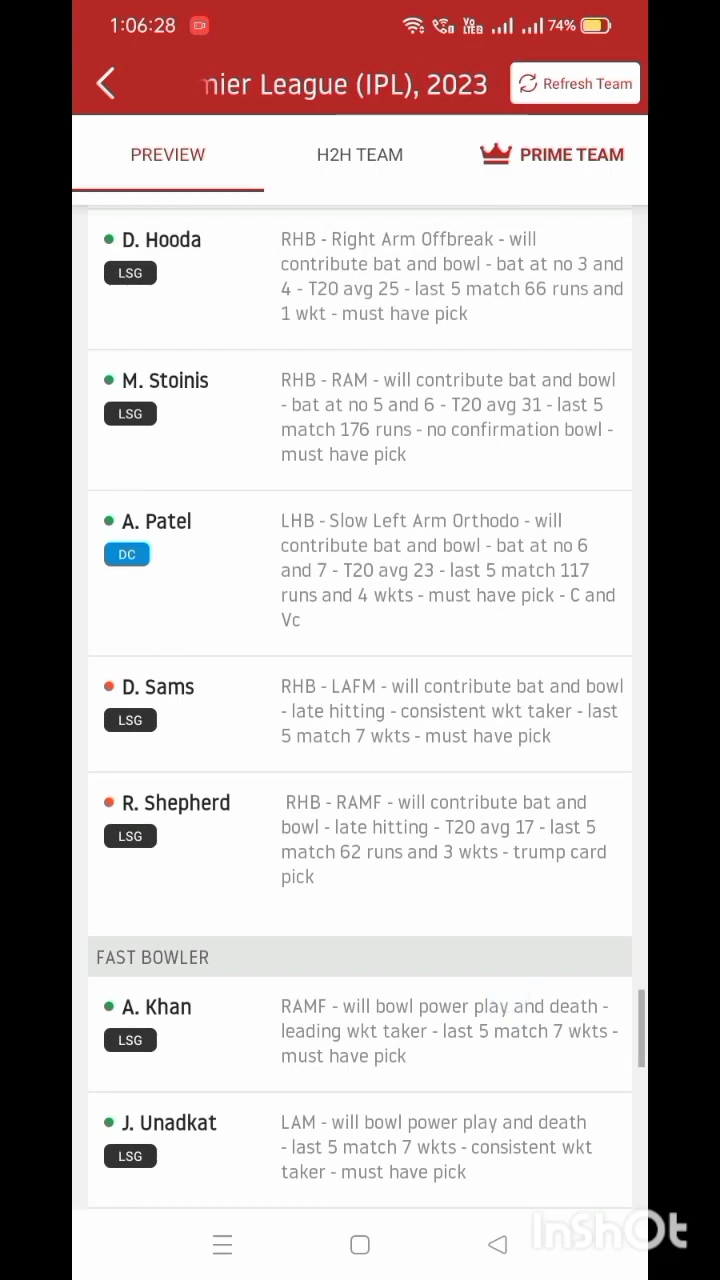 1:06:28 74%
mier League (IPL), 2023 Refresh Team
PREVIEW H2H TEAM PRIME TEAM
D. Hooda
LSG
RHB - Right Arm Offbreak - will
contribute bat and bowl - bat at no 3 and
4 - T20 avg 25 - last 5 match 66 runs and
1 wkt - must have pick
M. Stoinis
LSG
RHB - RAM - will contribute bat and bowl
- bat at no 5 and 6 - T20 avg 31 - last 5
match 176 runs - no confirmation bowl -
must have pick
A. Patel
DC
LHB - Slow Left Arm Orthodo - will
contribute bat and bowl - bat at no 6
and 7 - T20 avg 23 - last 5 match 117
runs and 4 wkts - must have pick - C and
Vc
D. Sams
LSG
RHB - LAFM - will contribute bat and bowl
- late hitting - consistent wkt taker - last
5 match 7 wkts - must have pick
R. Shepherd
LSG
RHB - RAMF - will contribute bat and
bowl - late hitting - T20 avg 17 - last 5
match 62 runs and 3 wkts - trump card
pick
FAST BOWLER
A. Khan
LSG
RAMF - will bowl power play and death -
leading wkt taker - last 5 match 7 wkts -
must have pick
J. Unadkat
LSG
LAM - will bowl power play and death
- last 5 match 7 wkts - consistent wkt
taker - must have pick
InShOt